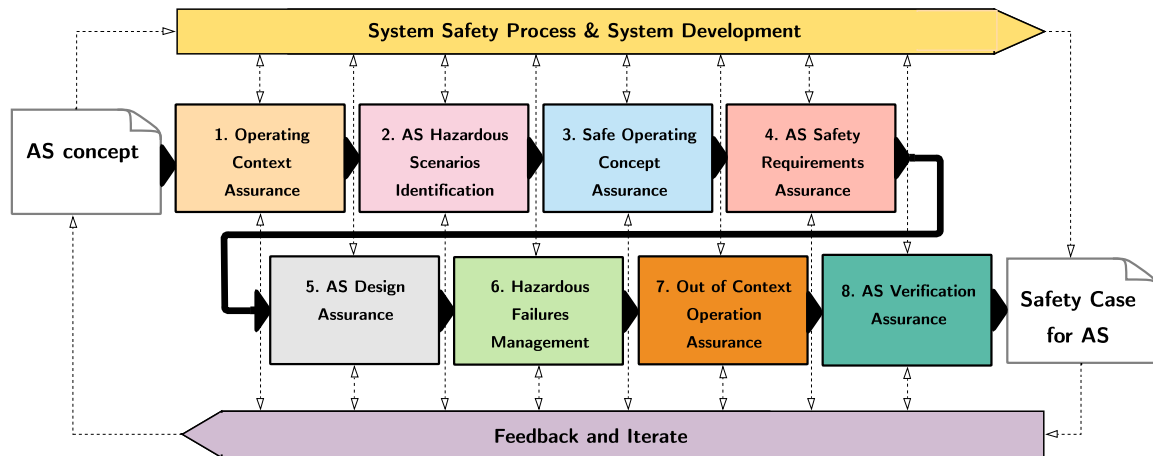 System Safety Process & System Development
AS concept
1. Operating
Context
Assurance
2. AS Hazardous
Scenarios
Identification
3. Safe Operating
Concept
Assurance
4. AS Safety
Requirements
Assurance
5. AS Design
Assurance
6. Hazardous
Failures
Management
7. Out of Context
Operation
Assurance
8. AS Verification
Assurance
Safety Case
for AS
Feedback and Iterate